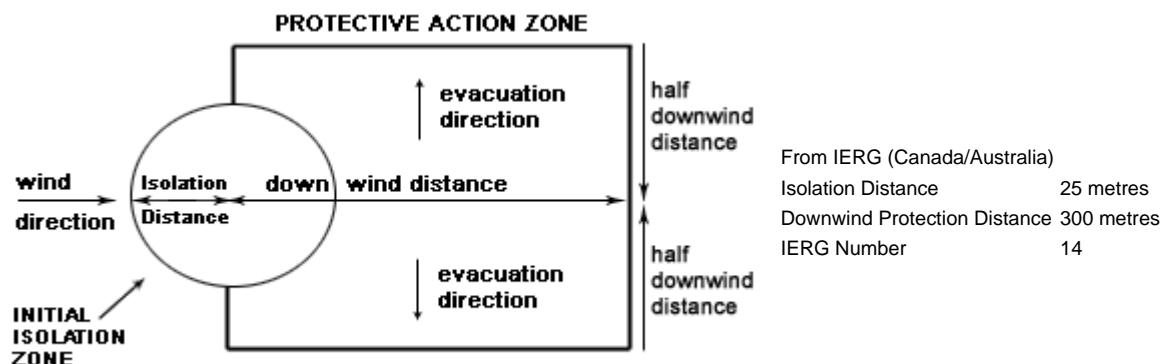 PROTECTIVE ACTION ZONE
evacuation
direction
half
downwind
distance
wind
direction
Isolation
Distance
down wind distance
evacuation
direction
half
downwind
distance
INITIAL
ISOLATION
ZONE
From IERG (Canada/Australia)
Isolation Distance 25 metres
Downwind Protection Distance 300 metres
IERG Number 14